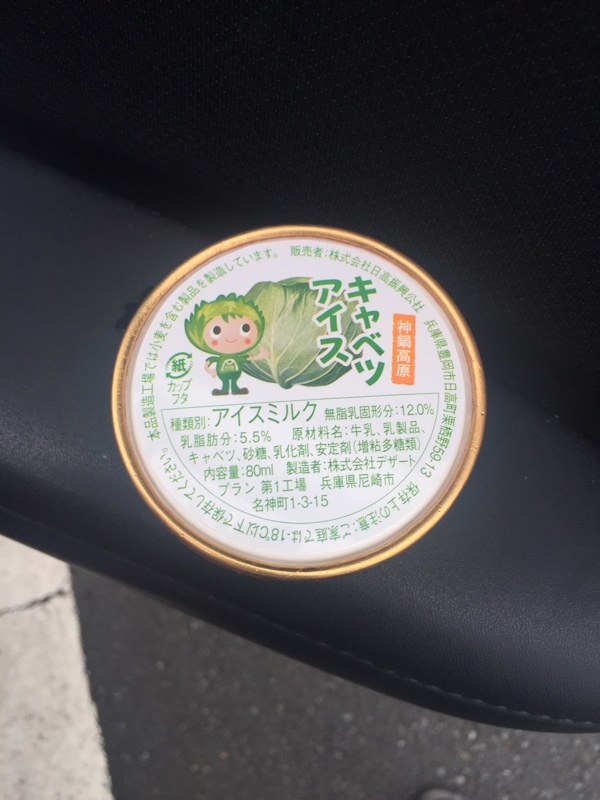 本品製造工場では小麦を含む製品を製造しています。
販売者:株式会社日高振興公社 兵庫県豊岡市日高町栗栖野59-13
キャベツ
アイス
神鍋高原
紙
カップ
フタ
種類別:アイスミルク 無脂乳固形分:12.0%
乳脂肪分:5.5% 原材料名:牛乳、乳製品、
キャベツ、砂糖、乳化剤、安定剤(増粘多糖類)
内容量:80ml 製造者:株式会社デザート
プラン 第1工場 兵庫県尼崎市
名神町1-3-15
保存上の注意:ご家庭では-18℃以下で保存してください。